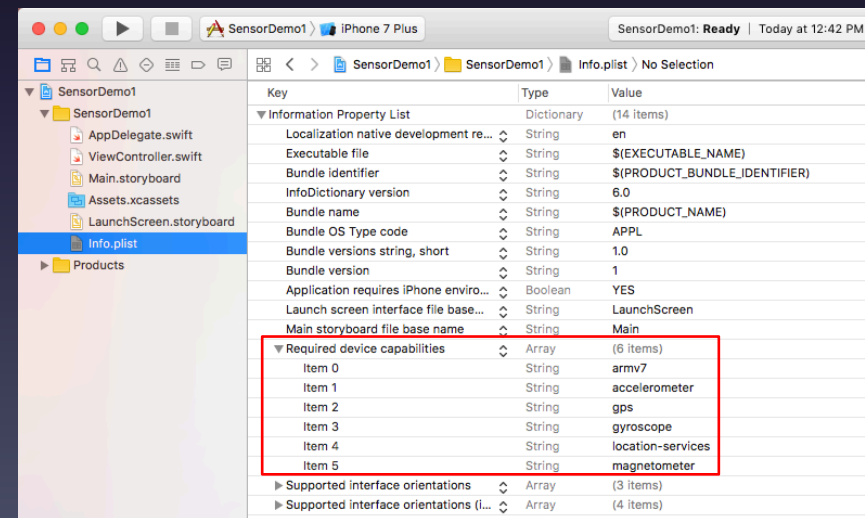 SensorDemo1 〉 iPhone 7 Plus
SensorDemo1: Ready | Today at 12:42 PM
SensorDemo1 〉 SensorDemo1 〉 Info.plist 〉 No Selection
SensorDemo1
SensorDemo1
AppDelegate.swift
ViewController.swift
Main.storyboard
Assets.xcassets
LaunchScreen.storyboard
Info.plist
Products
Key Type Value
Information Property List Dictionary (14 items)
Localization native development re... String en
Executable file String $(EXECUTABLE_NAME)
Bundle identifier String $(PRODUCT_BUNDLE_IDENTIFIER)
InfoDictionary version String 6.0
Bundle name String $(PRODUCT_NAME)
Bundle OS Type code String APPL
Bundle versions string, short String 1.0
Bundle version String 1
Application requires iPhone enviro... Boolean YES
Launch screen interface file base... String LaunchScreen
Main storyboard file base name String Main
Required device capabilities Array (6 items)
Item 0 String armv7
Item 1 String accelerometer
Item 2 String gps
Item 3 String gyroscope
Item 4 String location-services
Item 5 String magnetometer
Supported interface orientations Array (3 items)
Supported interface orientations (i... Array (4 items)